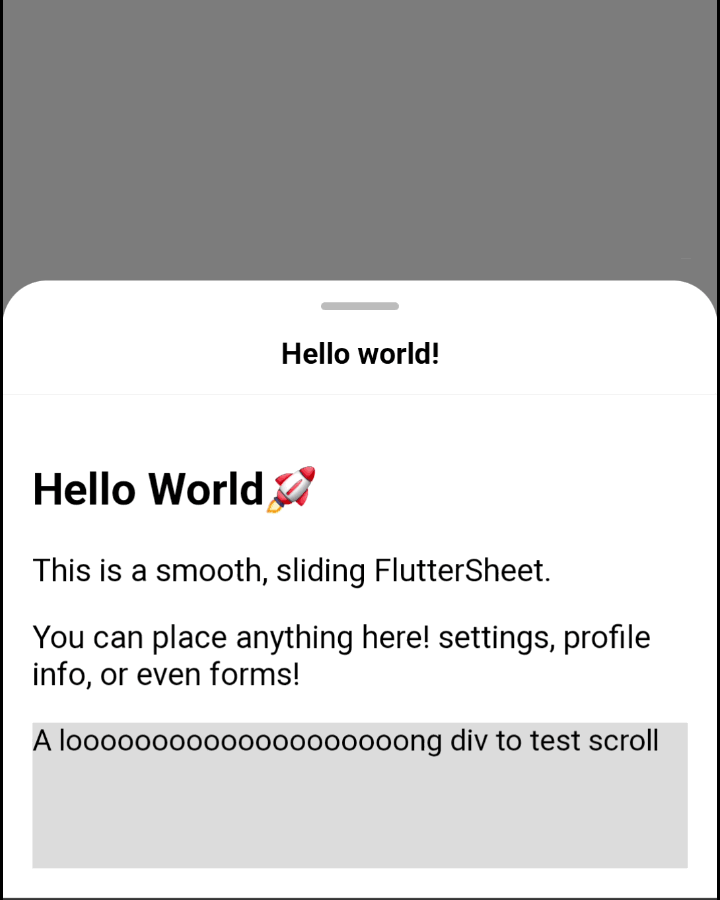 Hello world!
Hello World🚀
This is a smooth, sliding FlutterSheet.
You can place anything here! settings, profile
info, or even forms!
A looooooooooooooooooooong div to test scroll